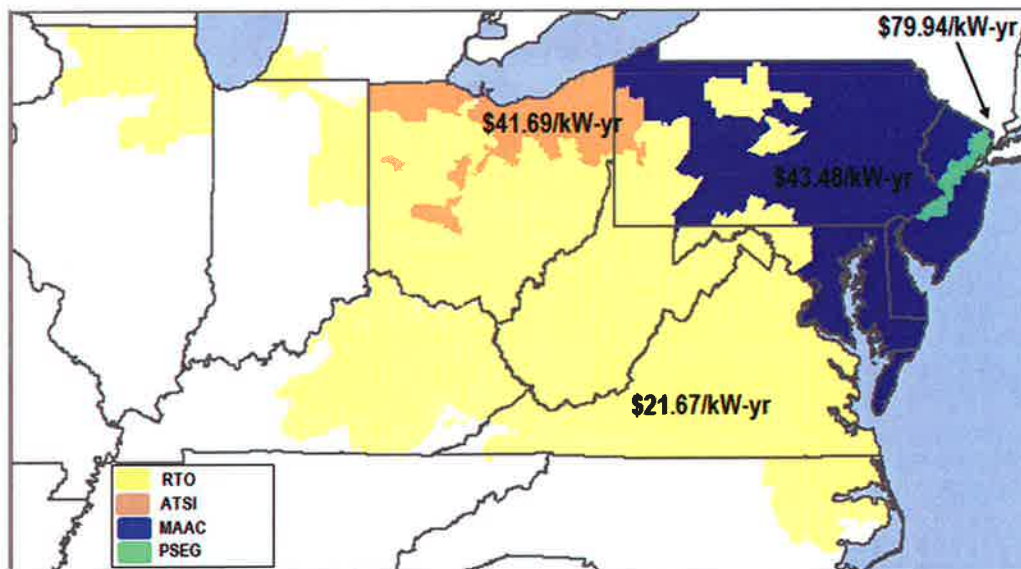 $79.94/kW-yr
$41.69/kW-yr
$43.48/kW-yr
$21.67/kW-yr
RTO
ATSI
MAAC
PSEG